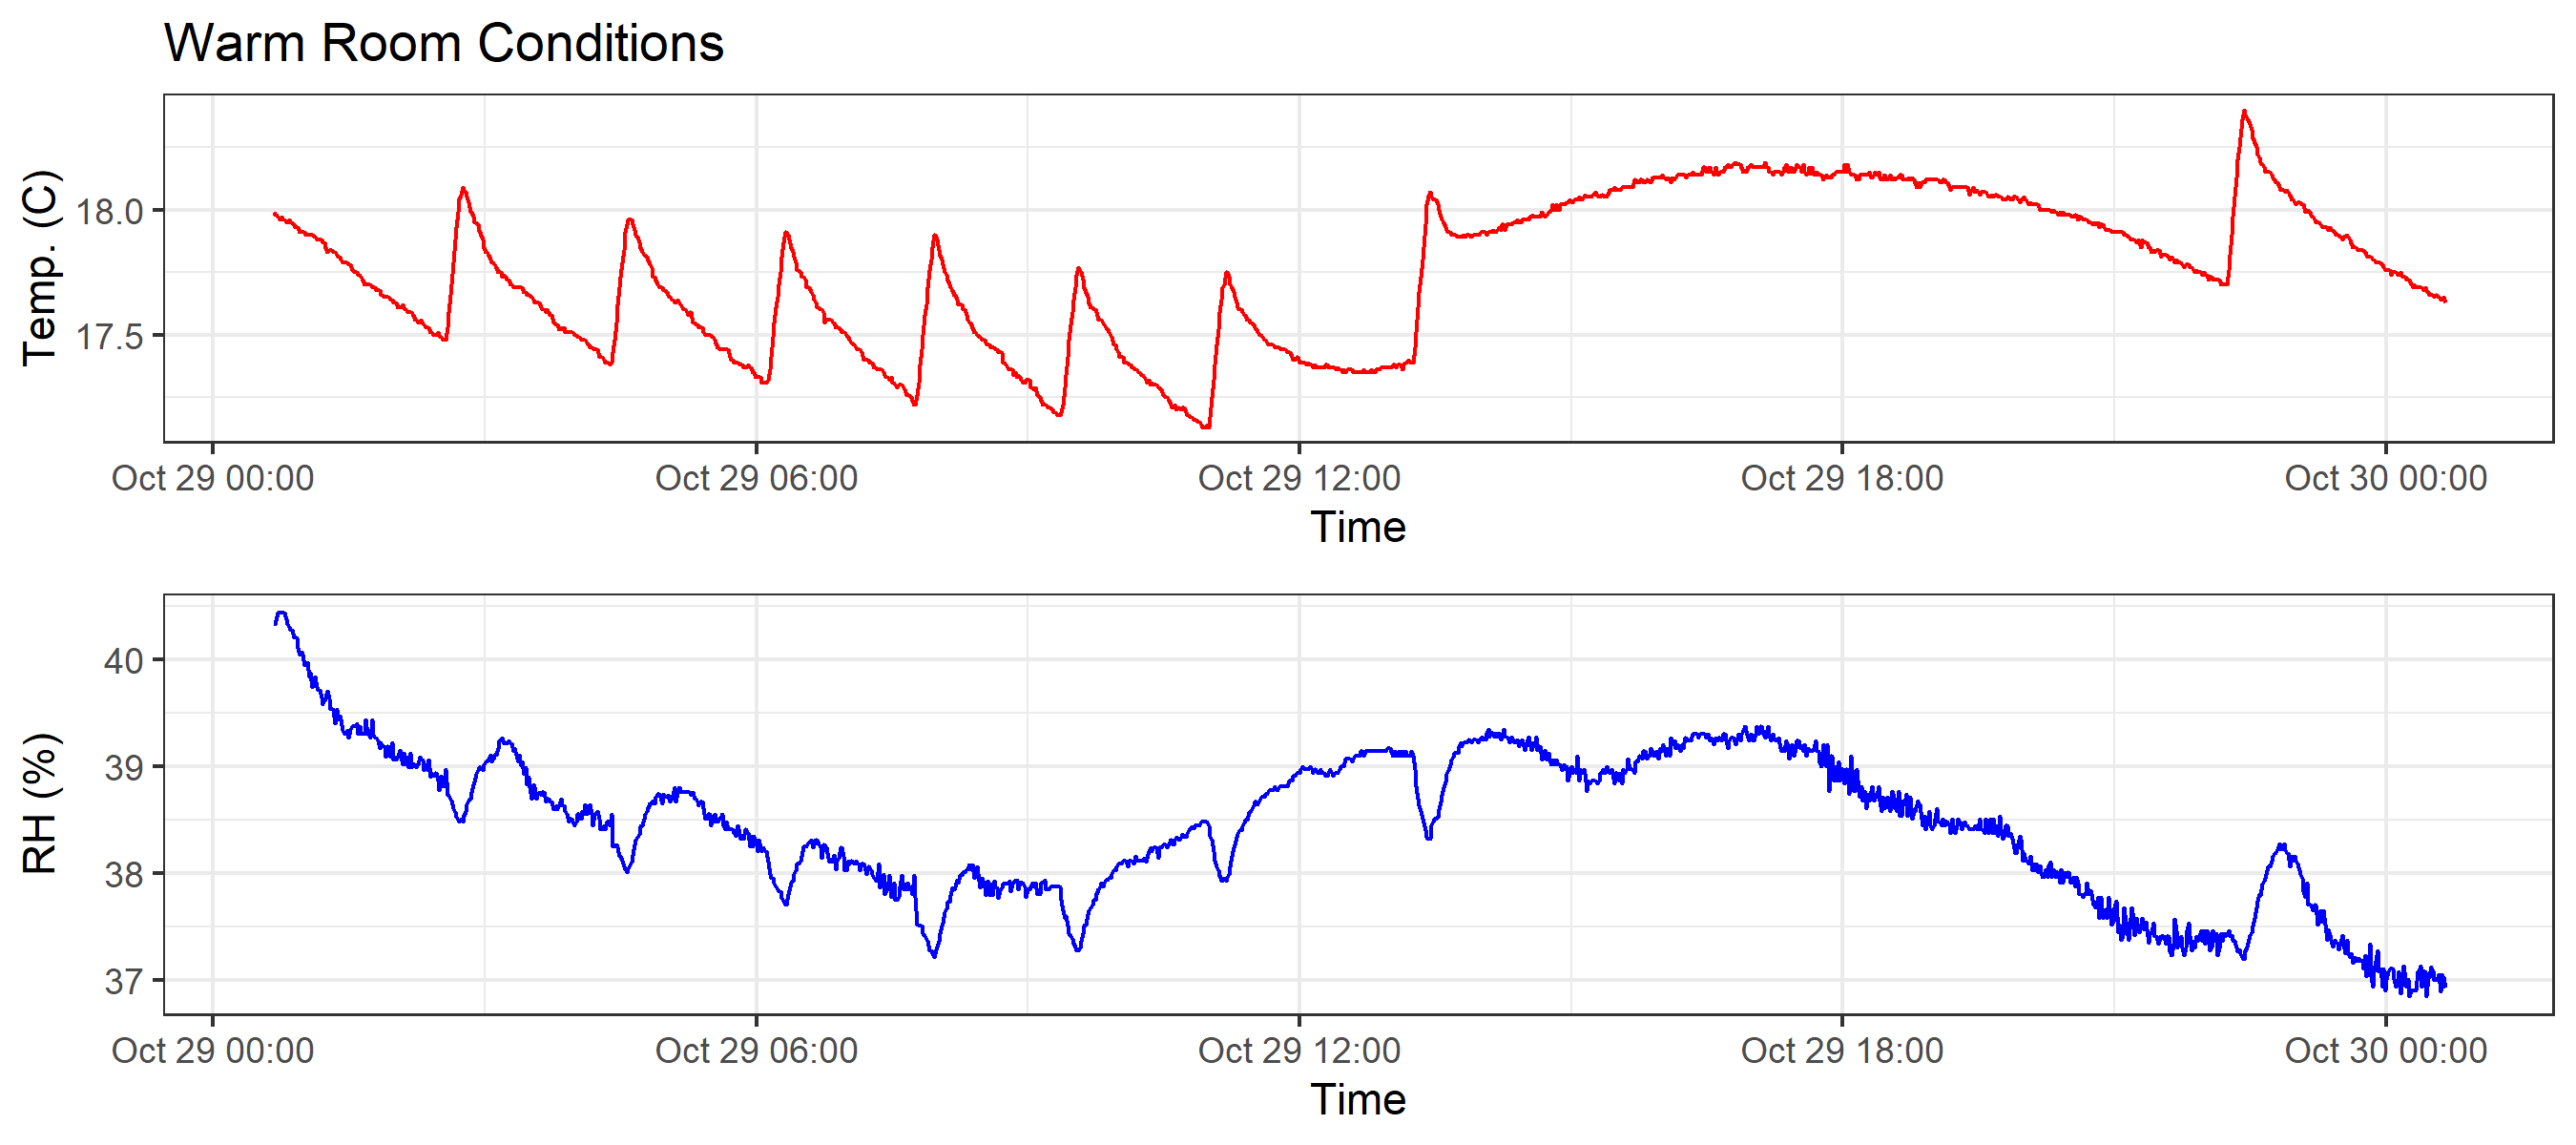 Warm Room Conditions
Temp. (C)
18.0
17.5
Oct 29 00:00 Oct 29 06:00 Oct 29 12:00 Oct 29 18:00 Oct 30 00:00
Time
RH (%)
40
39
38
37
Oct 29 00:00 Oct 29 06:00 Oct 29 12:00 Oct 29 18:00 Oct 30 00:00
Time